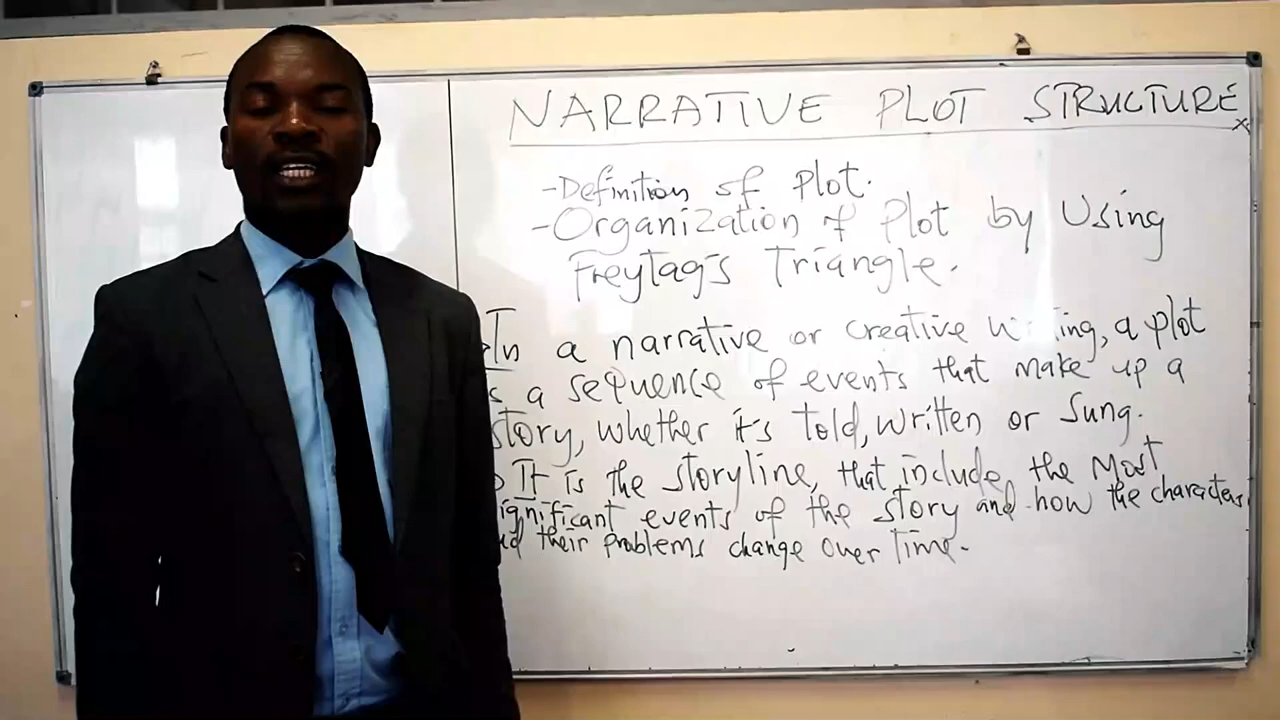 NARRATIVE PLOT STRUCTURE
-Definition of plot.
-Organization of Plot by Using
Freytag's Triangle.
In a narrative or creative writing, a plot
s a sequence of events that make up a
story, whether it's told, written or Sung.
It is the storyline, that include the Most
ignificant events of the story and how the characters
their problems change over time.